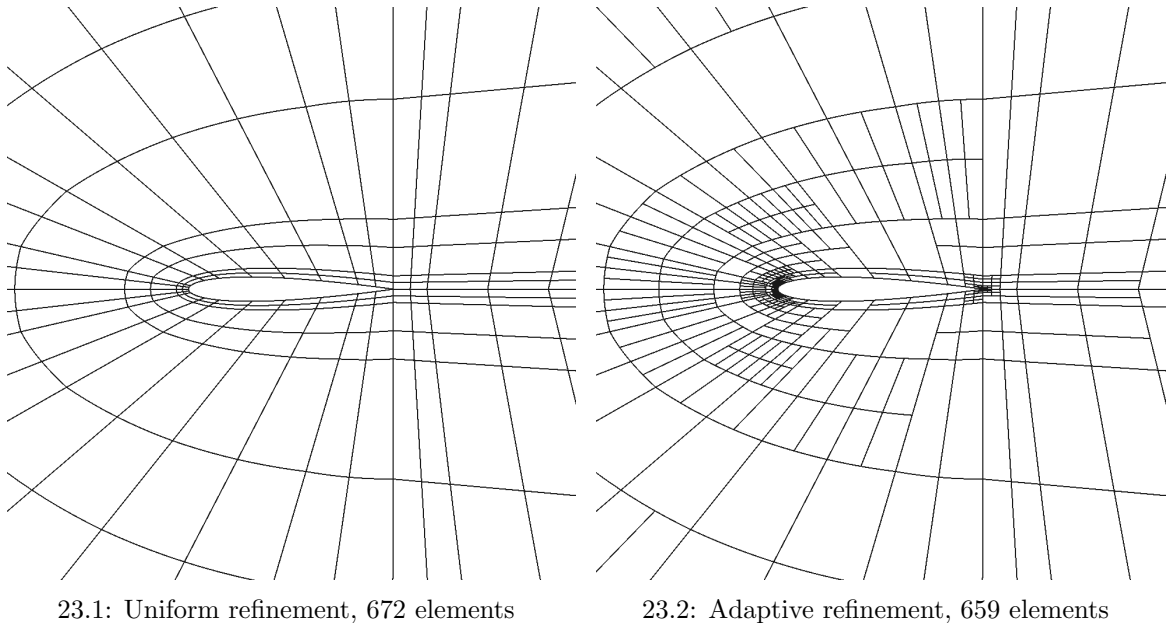 23.1: Uniform refinement, 672 elements
23.2: Adaptive refinement, 659 elements